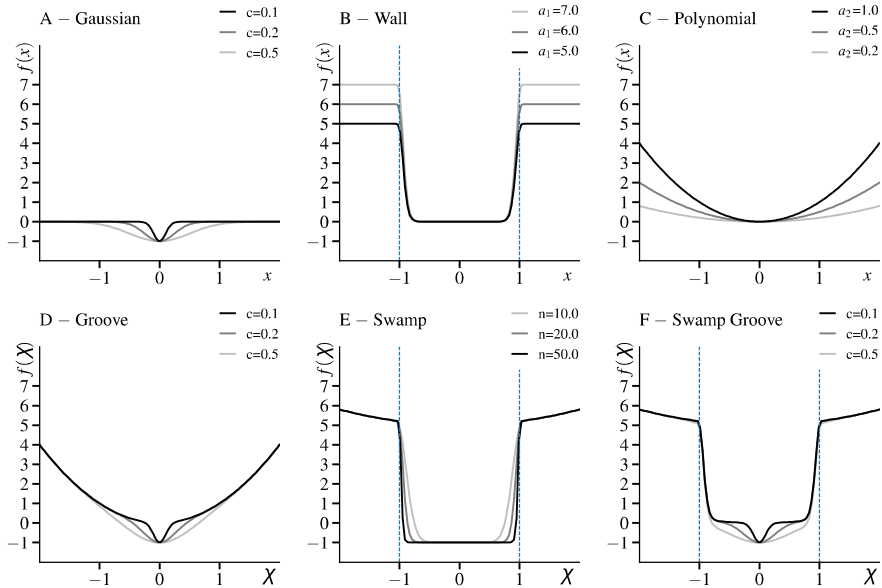 A − Gaussian
c=0.1
c=0.2
c=0.5
f(x)
7
6
5
4
3
2
1
0
−1
−1 0 1 x
B − Wall
a₁=7.0
a₁=6.0
a₁=5.0
f(x)
7
6
5
4
3
2
1
0
−1
−1 0 1 x
C − Polynomial
a₂=1.0
a₂=0.5
a₂=0.2
f(x)
7
6
5
4
3
2
1
0
−1
−1 0 1 x
D − Groove
c=0.1
c=0.2
c=0.5
f(χ)
7
6
5
4
3
2
1
0
−1
−1 0 1 χ
E − Swamp
n=10.0
n=20.0
n=50.0
f(χ)
7
6
5
4
3
2
1
0
−1
−1 0 1 χ
F − Swamp Groove
c=0.1
c=0.2
c=0.5
f(χ)
7
6
5
4
3
2
1
0
−1
−1 0 1 χ